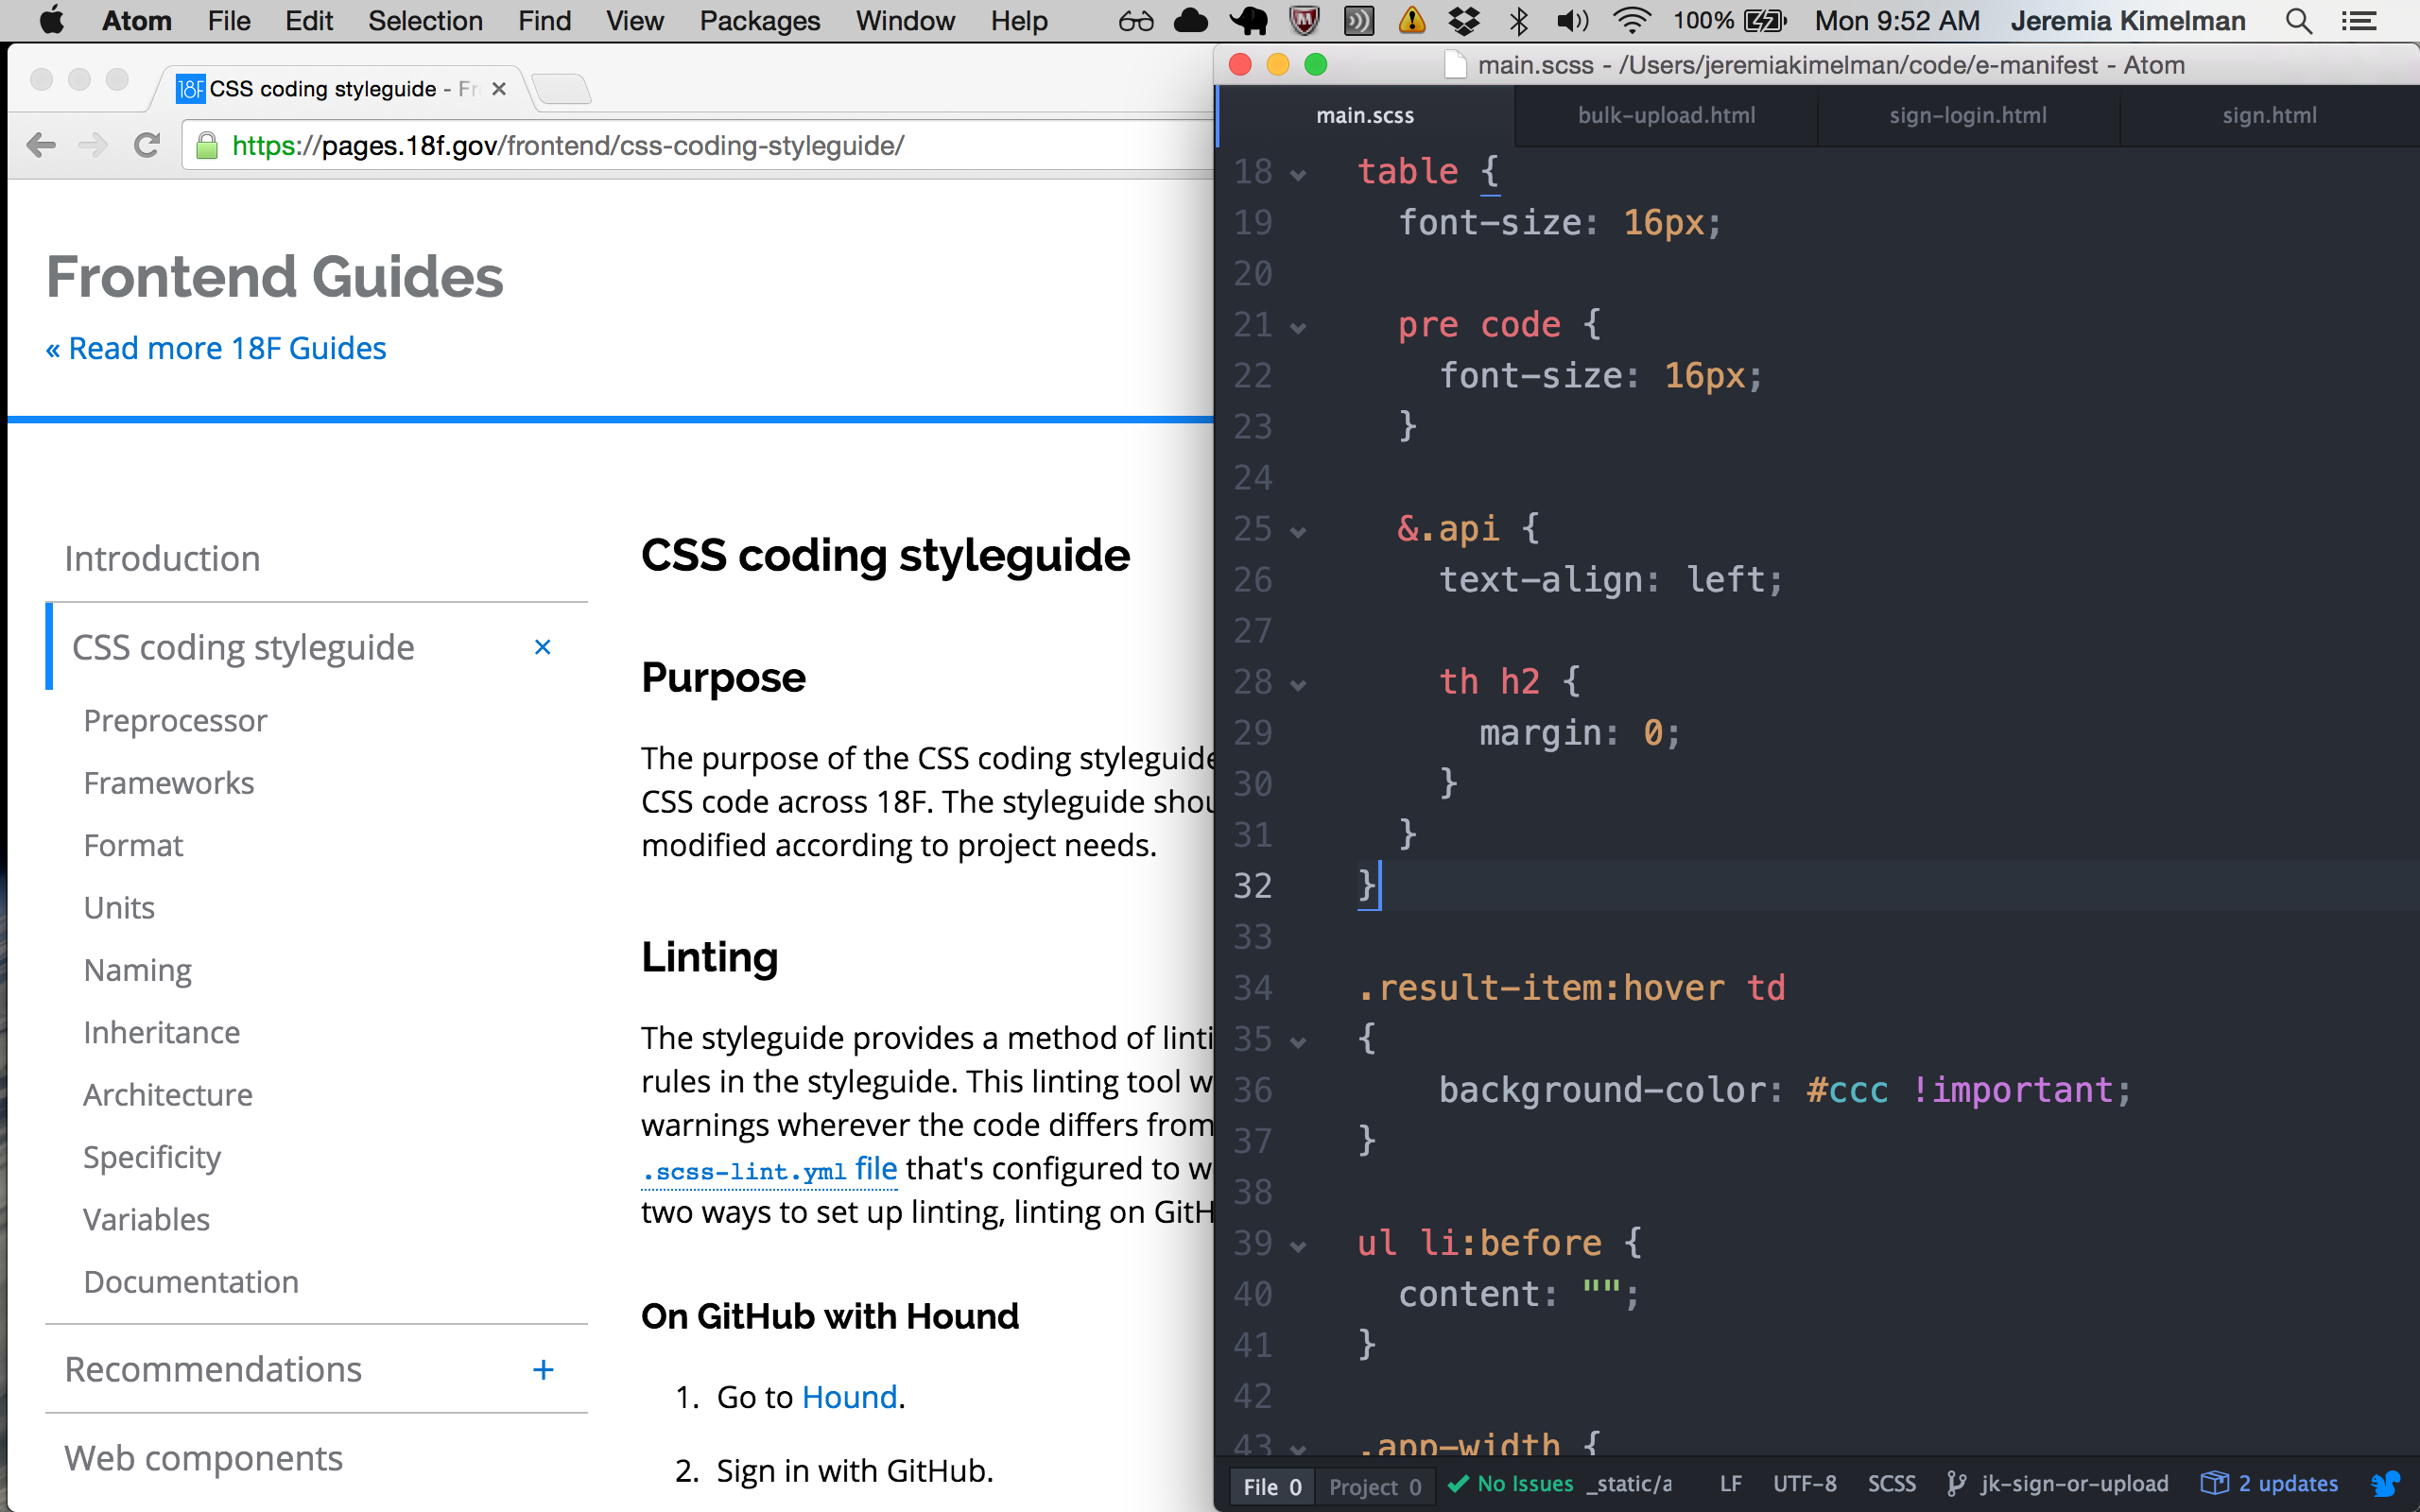 Atom File Edit Selection Find View Packages Window Help 100% Mon 9:52 AM Jeremia Kimelman
18F CSS coding styleguide - Fr
https://pages.18f.gov/frontend/css-coding-styleguide/
Frontend Guides
« Read more 18F Guides
Introduction
CSS coding styleguide ×
Preprocessor
Frameworks
Format
Units
Naming
Inheritance
Architecture
Specificity
Variables
Documentation
Recommendations +
Web components
CSS coding styleguide
Purpose
The purpose of the CSS coding styleguide
CSS code across 18F. The styleguide shou
modified according to project needs.
Linting
The styleguide provides a method of linti
rules in the styleguide. This linting tool w
warnings wherever the code differs from
.scss-lint.yml file that's configured to w
two ways to set up linting, linting on GitH
On GitHub with Hound
1. Go to Hound.
2. Sign in with GitHub.
main.scss - /Users/jeremiakimelman/code/e-manifest - Atom
main.scss bulk-upload.html sign-login.html sign.html
18 table {
19 font-size: 16px;
20
21 pre code {
22 font-size: 16px;
23 }
24
25 &.api {
26 text-align: left;
27
28 th h2 {
29 margin: 0;
30 }
31 }
32 }
33
34 .result-item:hover td
35 {
36 background-color: #ccc !important;
37 }
38
39 ul li:before {
40 content: "";
41 }
42
43 .app-width {
File 0 Project 0 No Issues _static/a LF UTF-8 SCSS jk-sign-or-upload 2 updates